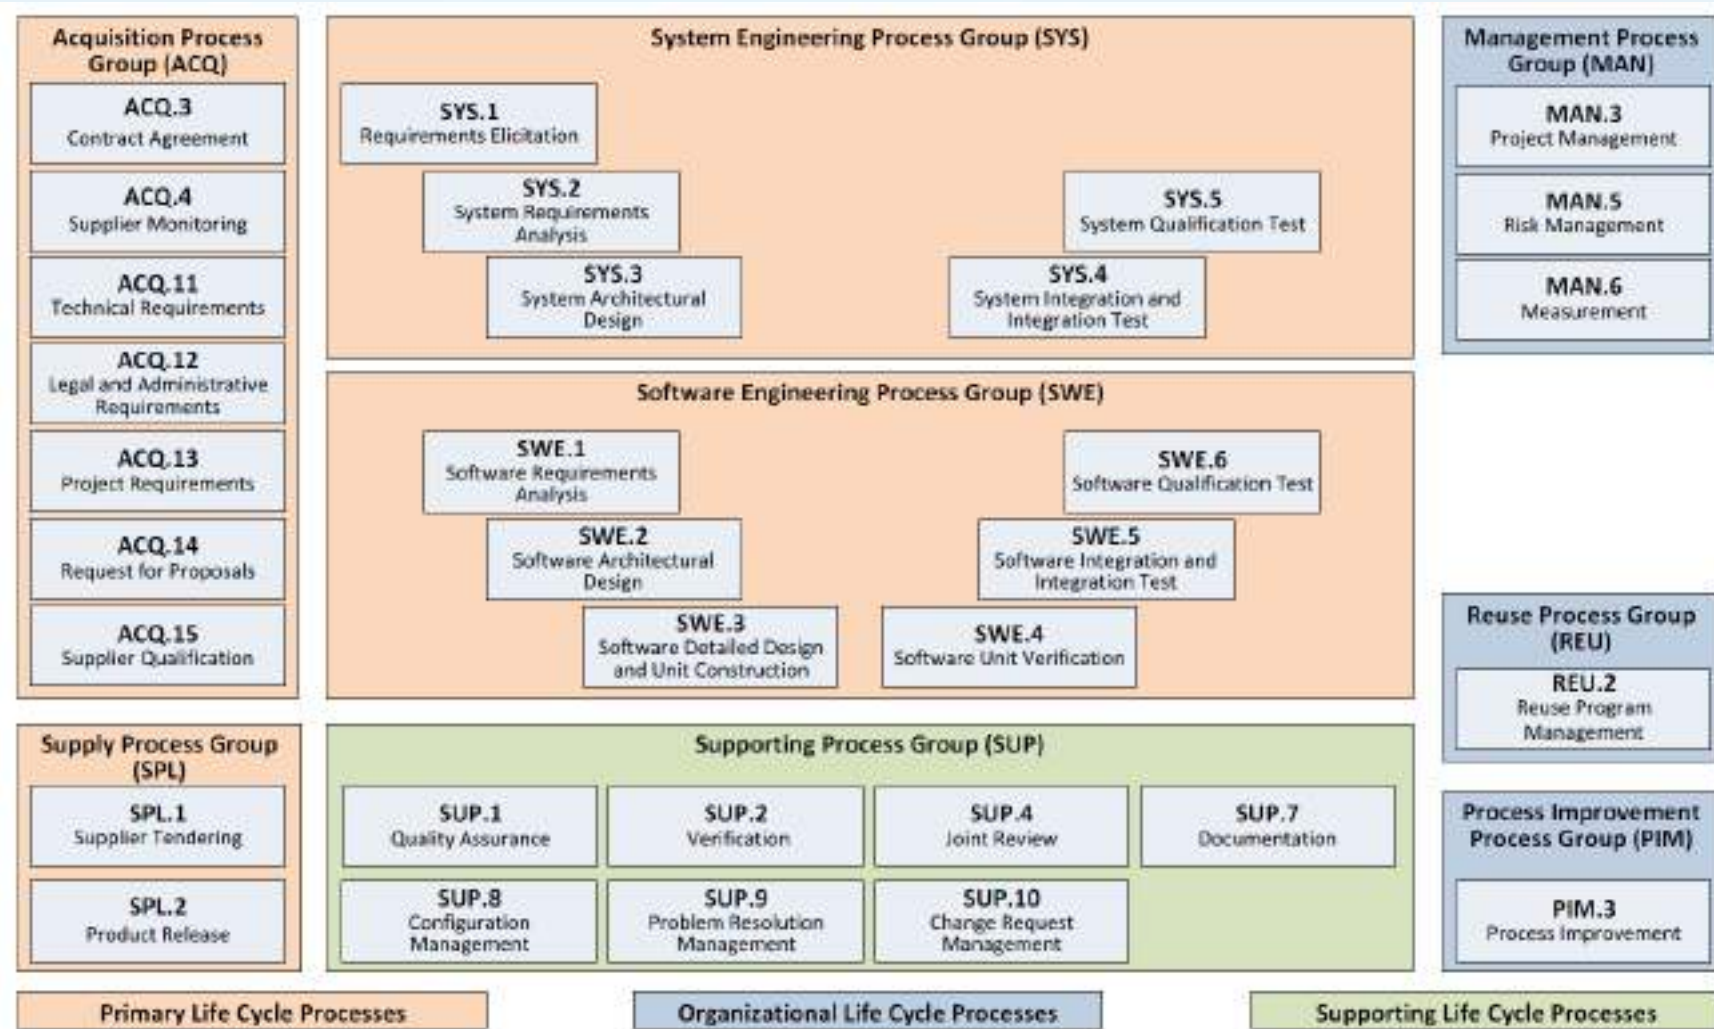 Acquisition Process
Group (ACQ)
ACQ.3
Contract Agreement
ACQ.4
Supplier Monitoring
ACQ.11
Technical Requirements
ACQ.12
Legal and Administrative
Requirements
ACQ.13
Project Requirements
ACQ.14
Request for Proposals
ACQ.15
Supplier Qualification
System Engineering Process Group (SYS)
SYS.1
Requirements Elicitation
SYS.2
System Requirements
Analysis
SYS.3
System Architectural
Design
SYS.5
System Qualification Test
SYS.4
System Integration and
Integration Test
Software Engineering Process Group (SWE)
SWE.1
Software Requirements
Analysis
SWE.2
Software Architectural
Design
SWE.3
Software Detailed Design
and Unit Construction
SWE.6
Software Qualification Test
SWE.5
Software Integration and
Integration Test
SWE.4
Software Unit Verification
Management Process
Group (MAN)
MAN.3
Project Management
MAN.5
Risk Management
MAN.6
Measurement
Reuse Process Group
(REU)
REU.2
Reuse Program
Management
Supply Process Group
(SPL)
SPL.1
Supplier Tendering
SPL.2
Product Release
Supporting Process Group (SUP)
SUP.1
Quality Assurance
SUP.2
Verification
SUP.4
Joint Review
SUP.7
Documentation
SUP.8
Configuration
Management
SUP.9
Problem Resolution
Management
SUP.10
Change Request
Management
Process Improvement
Process Group (PIM)
PIM.3
Process Improvement
Primary Life Cycle Processes
Organizational Life Cycle Processes
Supporting Life Cycle Processes